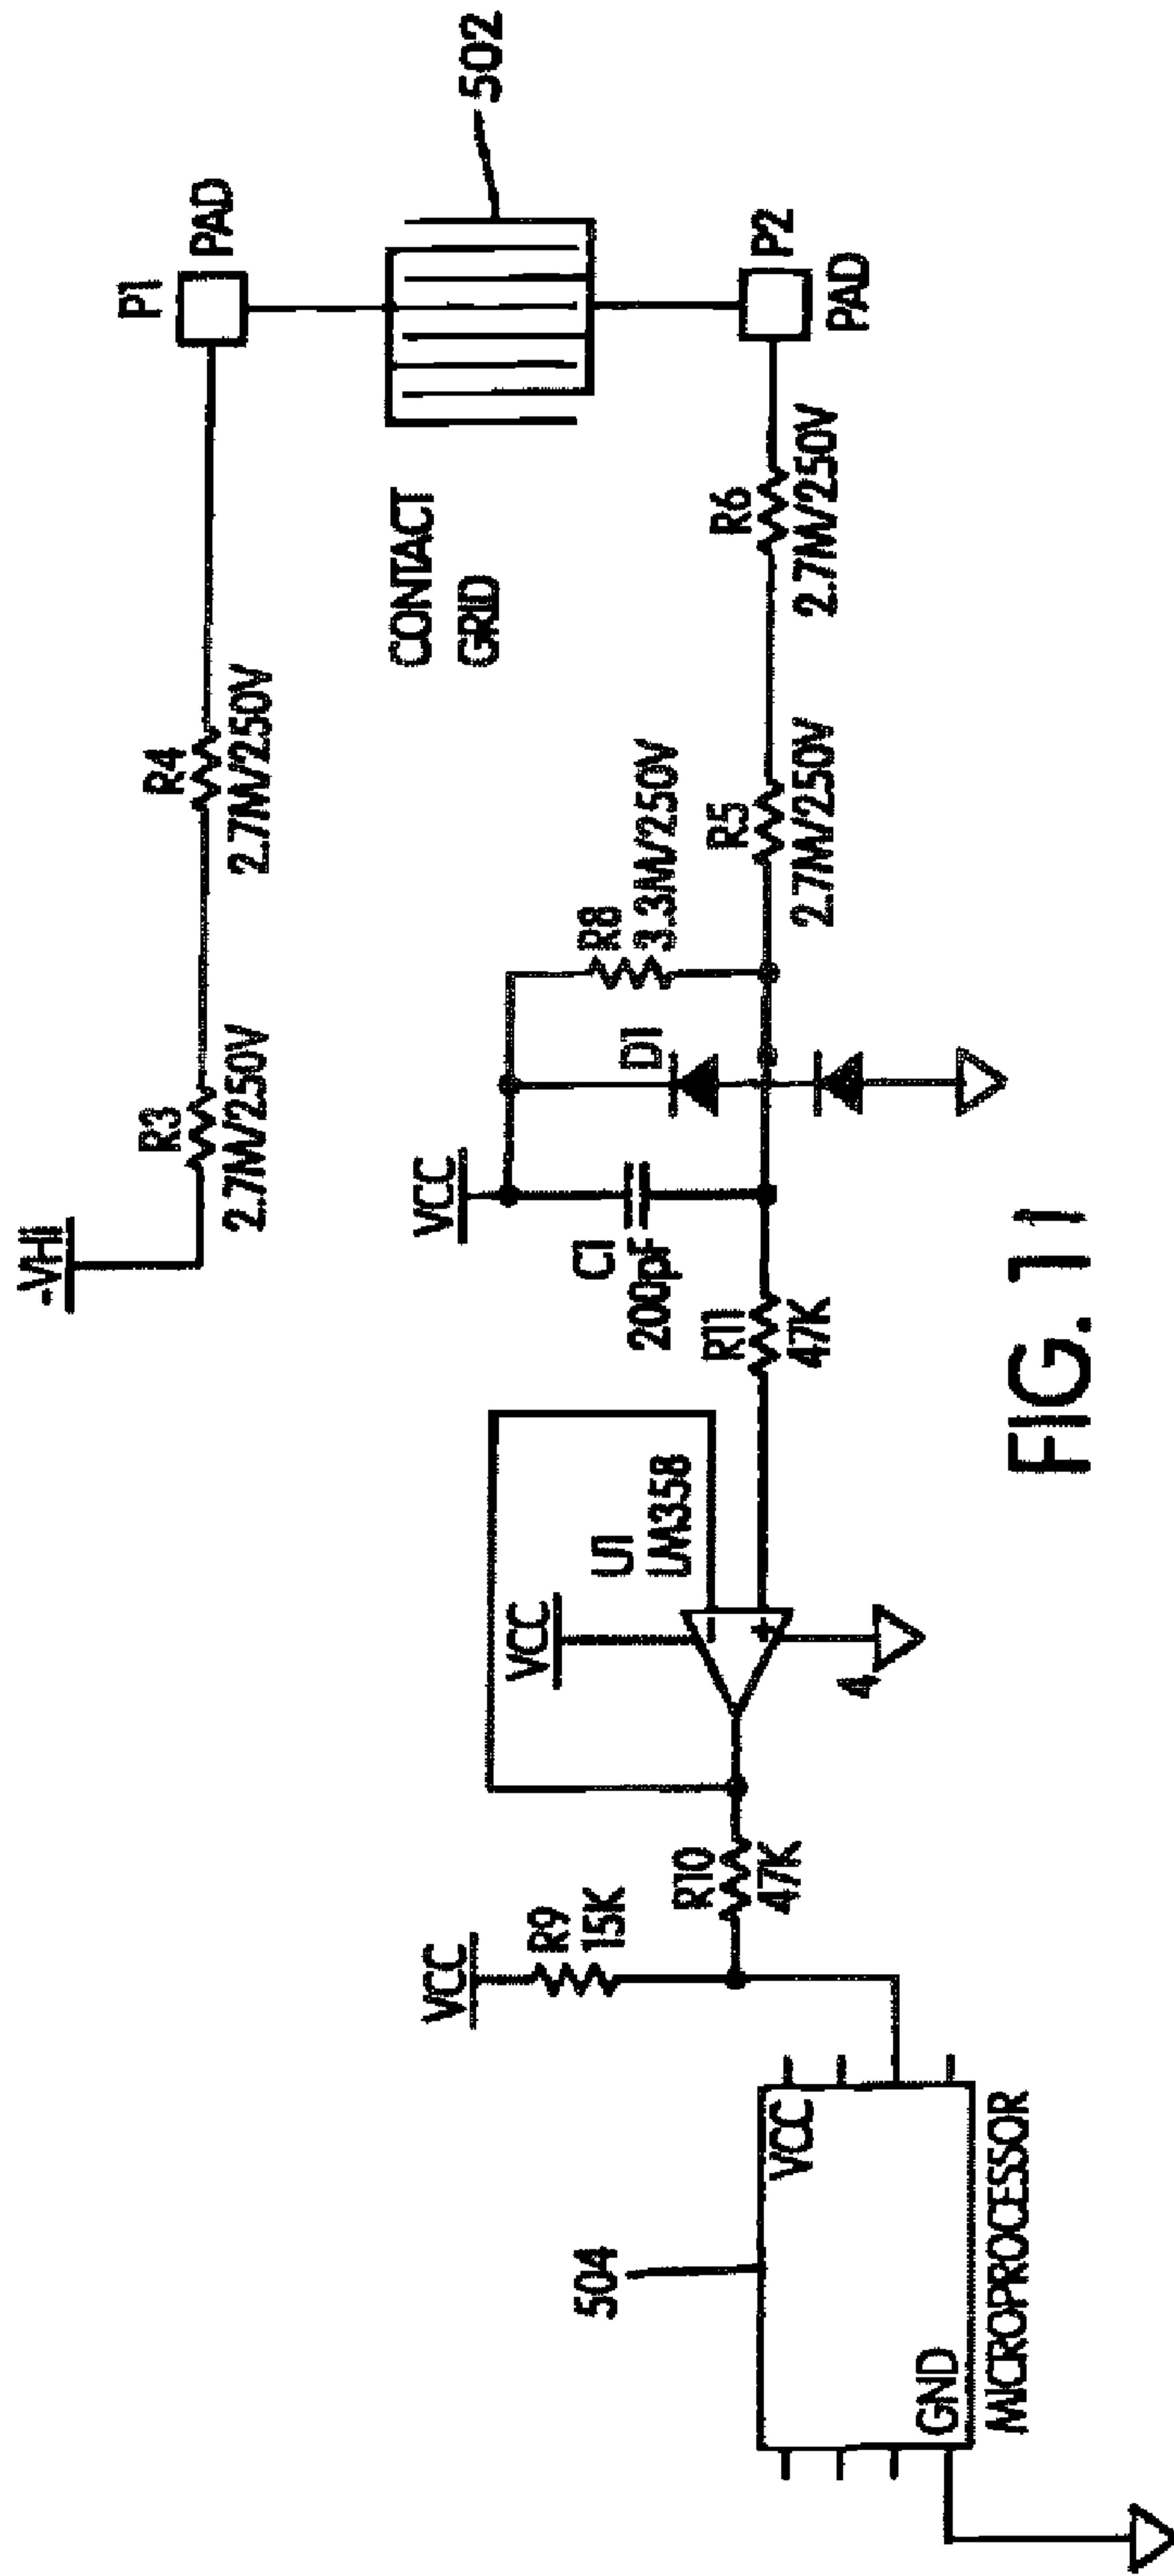 -VHI
R3
2.7M/250V
R4
2.7M/250V
P1
PAD
CONTACT
GRID
502
P2
PAD
R6
2.7M/250V
R5
2.7M/250V
R8
3.3M/250V
D1
VCC
C1
200pF
R11
47K
U1
LM358
VCC
-
+
4
R10
47K
VCC
R9
15K
504
VCC
GND
MICROPROCESSOR
FIG. 11